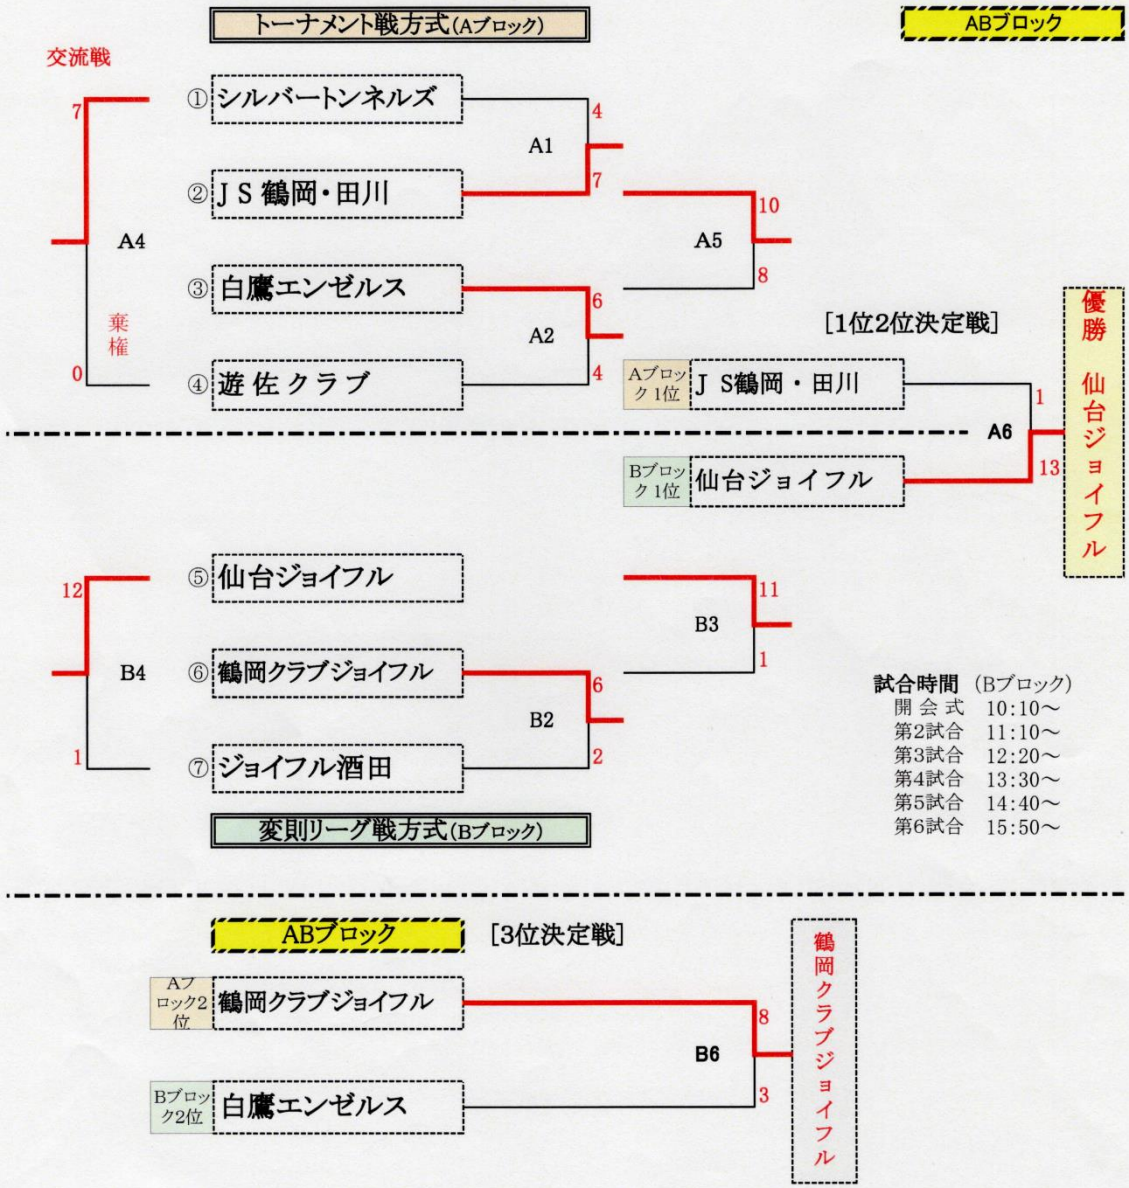 トーナメント戦方式(Aブロック)
ABブロック
交流戦
7
① シルバートンネルズ
4
A1
② ＪＳ鶴岡・田川
7
10
A4
A5
③ 白鷹エンゼルス
6
8
棄権
A2
[1位2位決定戦]
0
④ 遊佐クラブ
4
Aブロッ
ク1位
Ｊ Ｓ鶴岡・田川
1
A6
Bブロッ
ク1位
仙台ジョイフル
13
優勝 仙台ジョイフル
12
⑤ 仙台ジョイフル
11
B3
B4
⑥ 鶴岡クラブジョイフル
6
1
B2
1
⑦ ジョイフル酒田
2
試合時間 (Bブロック)
開会式 10:10～
第2試合 11:10～
第3試合 12:20～
第4試合 13:30～
第5試合 14:40～
第6試合 15:50～
変則リーグ戦方式(Bブロック)
ABブロック [3位決定戦]
Aブ
ロック2
位
鶴岡クラブジョイフル
8
B6
Bブロッ
ク2位
白鷹エンゼルス
3
鶴岡クラブジョイフル